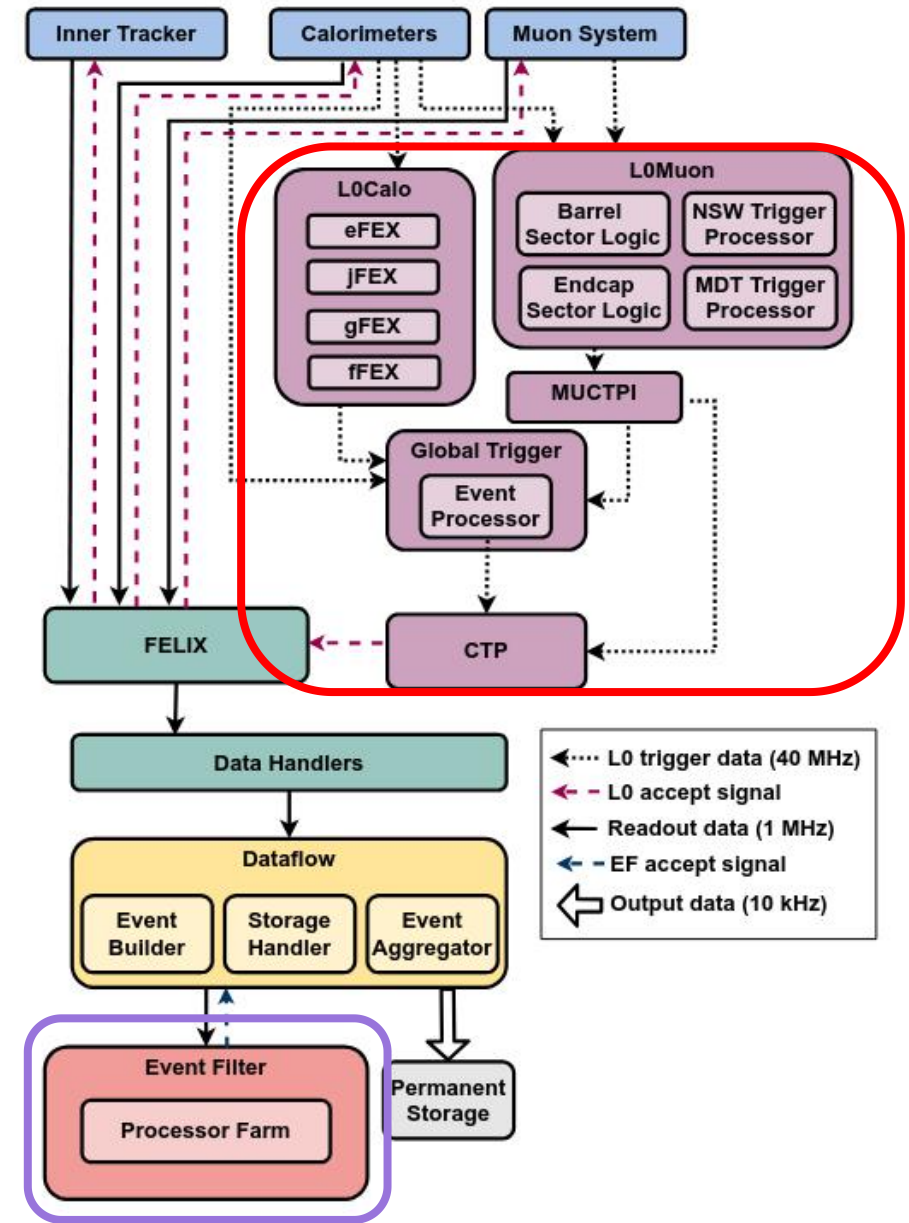 Inner Tracker
Calorimeters
Muon System
L0Calo
eFEX
jFEX
gFEX
fFEX
L0Muon
Barrel
Sector Logic
NSW Trigger
Processor
Endcap
Sector Logic
MDT Trigger
Processor
MUCTPI
Global Trigger
Event
Processor
CTP
FELIX
Data Handlers
Dataflow
Event
Builder
Storage
Handler
Event
Aggregator
L0 trigger data (40 MHz)
L0 accept signal
Readout data (1 MHz)
EF accept signal
Output data (10 kHz)
Event Filter
Processor Farm
Permanent
Storage